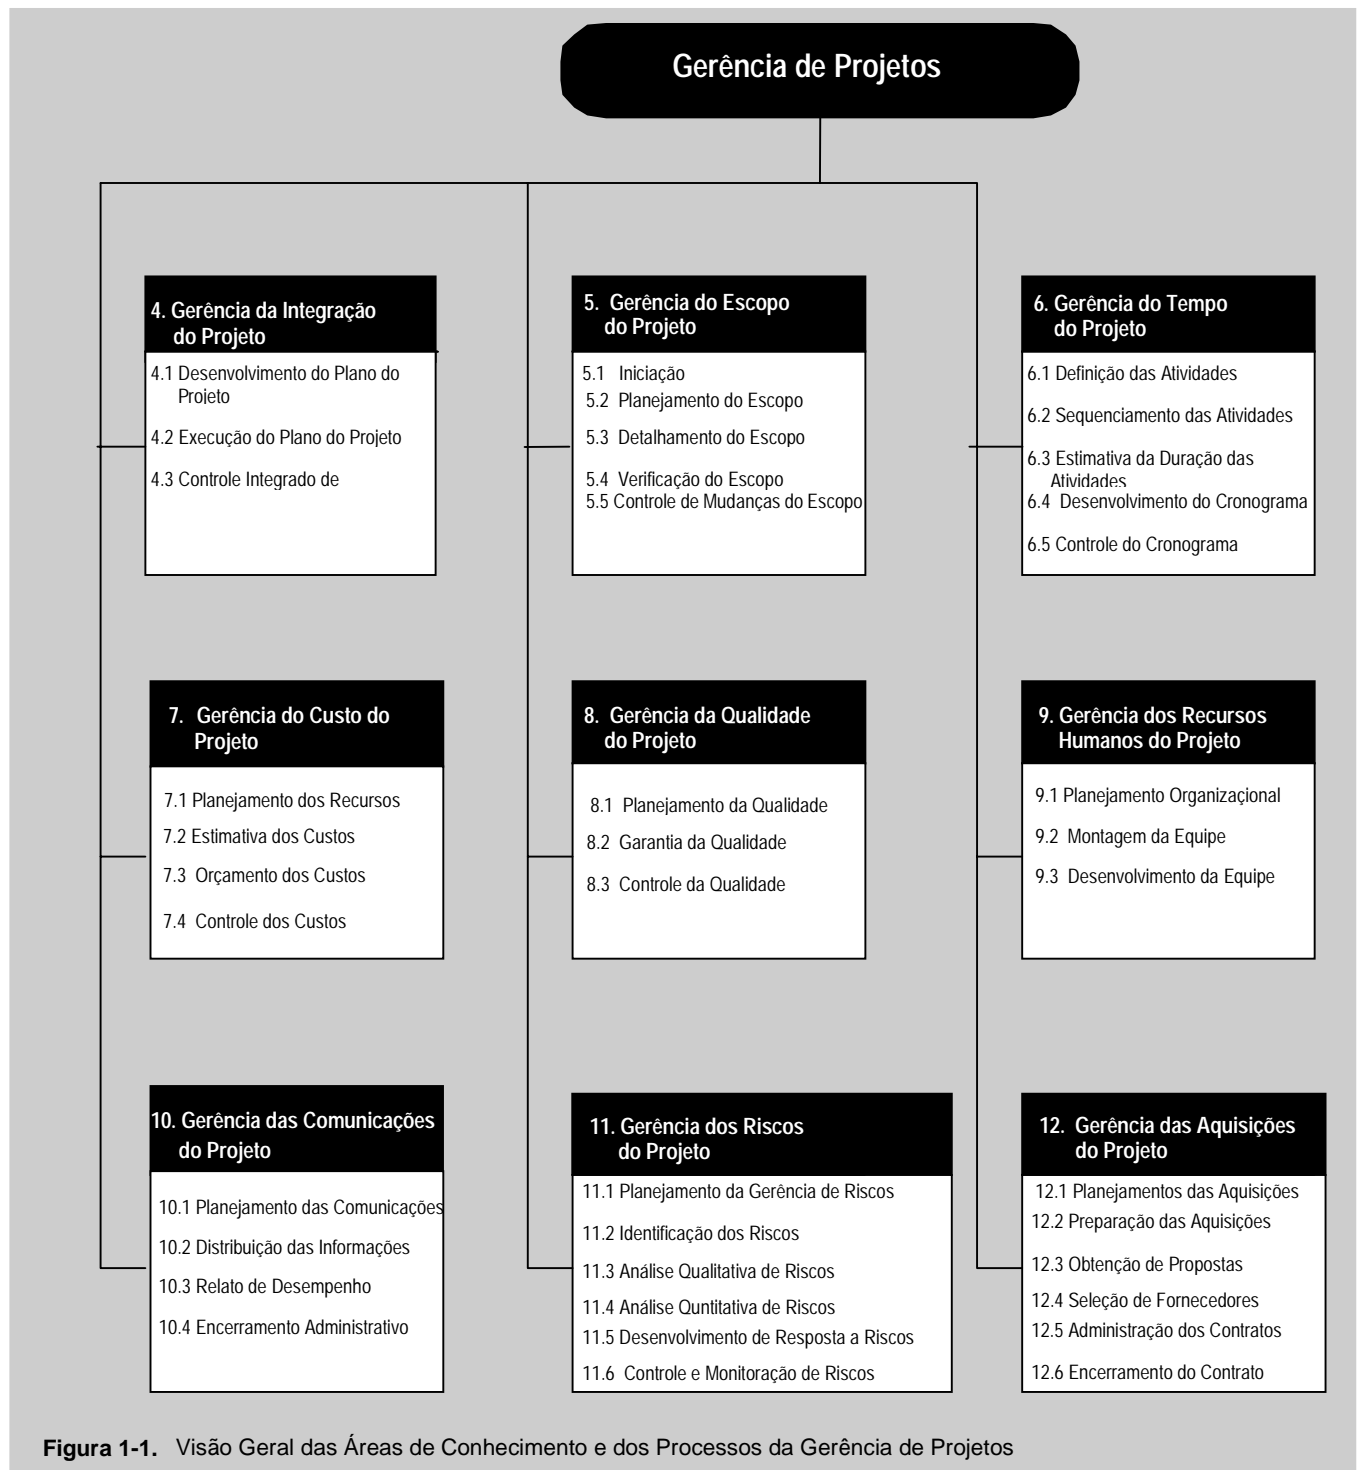 Gerência de Projetos
4. Gerência da Integração
do Projeto
4.1 Desenvolvimento do Plano do
Projeto
4.2 Execução do Plano do Projeto
4.3 Controle Integrado de
5. Gerência do Escopo
do Projeto
5.1 Iniciação
5.2 Planejamento do Escopo
5.3 Detalhamento do Escopo
5.4 Verificação do Escopo
5.5 Controle de Mudanças do Escopo
6. Gerência do Tempo
do Projeto
6.1 Definição das Atividades
6.2 Sequenciamento das Atividades
6.3 Estimativa da Duração das
Atividades
6.4 Desenvolvimento do Cronograma
6.5 Controle do Cronograma
7. Gerência do Custo do
Projeto
7.1 Planejamento dos Recursos
7.2 Estimativa dos Custos
7.3 Orçamento dos Custos
7.4 Controle dos Custos
8. Gerência da Qualidade
do Projeto
8.1 Planejamento da Qualidade
8.2 Garantia da Qualidade
8.3 Controle da Qualidade
9. Gerência dos Recursos
Humanos do Projeto
9.1 Planejamento Organizaçional
9.2 Montagem da Equipe
9.3 Desenvolvimento da Equipe
10. Gerência das Comunicações
do Projeto
10.1 Planejamento das Comunicações
10.2 Distribuição das Informações
10.3 Relato de Desempenho
10.4 Encerramento Administrativo
11. Gerência dos Riscos
do Projeto
11.1 Planejamento da Gerência de Riscos
11.2 Identificação dos Riscos
11.3 Análise Qualitativa de Riscos
11.4 Análise Quntitativa de Riscos
11.5 Desenvolvimento de Resposta a Riscos
11.6 Controle e Monitoração de Riscos
12. Gerência das Aquisições
do Projeto
12.1 Planejamentos das Aquisições
12.2 Preparação das Aquisições
12.3 Obtenção de Propostas
12.4 Seleção de Fornecedores
12.5 Administração dos Contratos
12.6 Encerramento do Contrato
Figura 1-1. Visão Geral das Áreas de Conhecimento e dos Processos da Gerência de Projetos